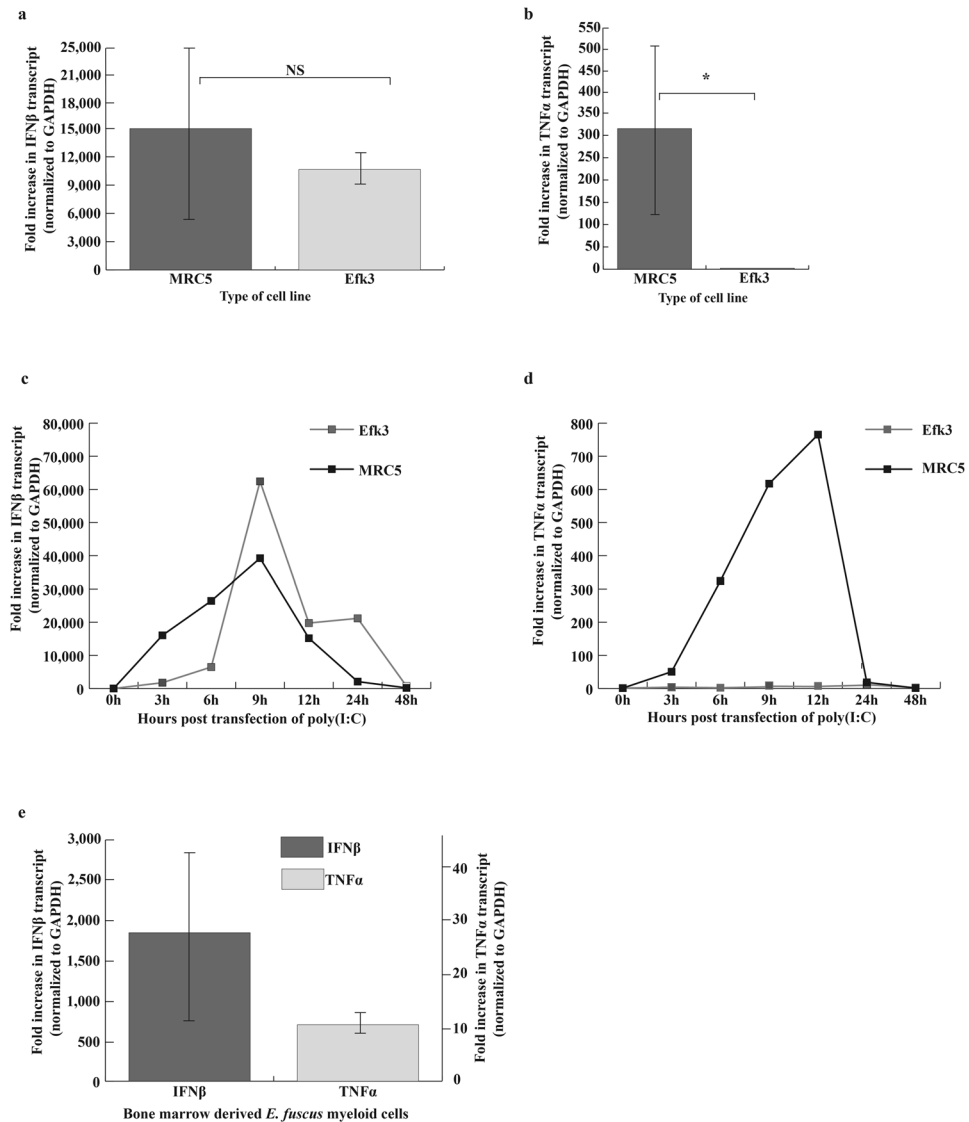 a
Fold increase in IFNβ transcript
(normalized to GAPDH)
25,000
21,000
18,000
15,000
12,000
9,000
6,000
3,000
0
NS
MRC5
Efk3
Type of cell line
b
Fold increase in TNFα transcript
(normalized to GAPDH)
550
500
450
400
350
300
250
200
150
100
50
0
*
MRC5
Efk3
Type of cell line
c
Fold increase in IFNβ transcript
(normalized to GAPDH)
80,000
70,000
60,000
50,000
40,000
30,000
20,000
10,000
0
Efk3
MRC5
0h 3h 6h 9h 12h 24h 48h
Hours post transfection of poly(I:C)
d
Fold increase in TNFα transcript
(normalized to GAPDH)
800
700
600
500
400
300
200
100
0
Efk3
MRC5
0h 3h 6h 9h 12h 24h 48h
Hours post transfection of poly(I:C)
e
Fold increase in IFNβ transcript
(normalized to GAPDH)
3,000
2,500
2,000
1,500
1,000
500
0
IFNβ
TNFα
40
30
20
10
0
Fold increase in TNFα transcript
(normalized to GAPDH)
IFNβ
TNFα
Bone marrow derived E. fuscus myeloid cells